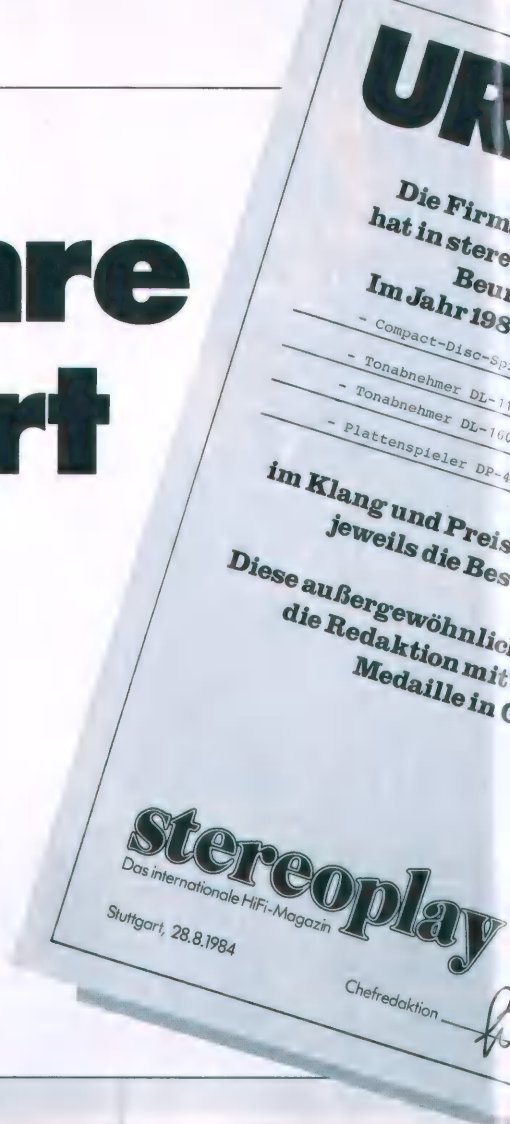 are
rt
UR
Die Firm
hat in stere
Beur
Im Jahr 198
- Compact-Disc-Spi
- Tonabnehmer DL-11
- Tonabnehmer DL-160
- Plattenspieler DP-4
im Klang und Preis
jeweils die Bes
Diese außergewöhnlic
die Redaktion mit
Medaille in G
stereoplay
Das internationale HiFi-Magazin
Stuttgart, 28.8.1984
Chefredaktion